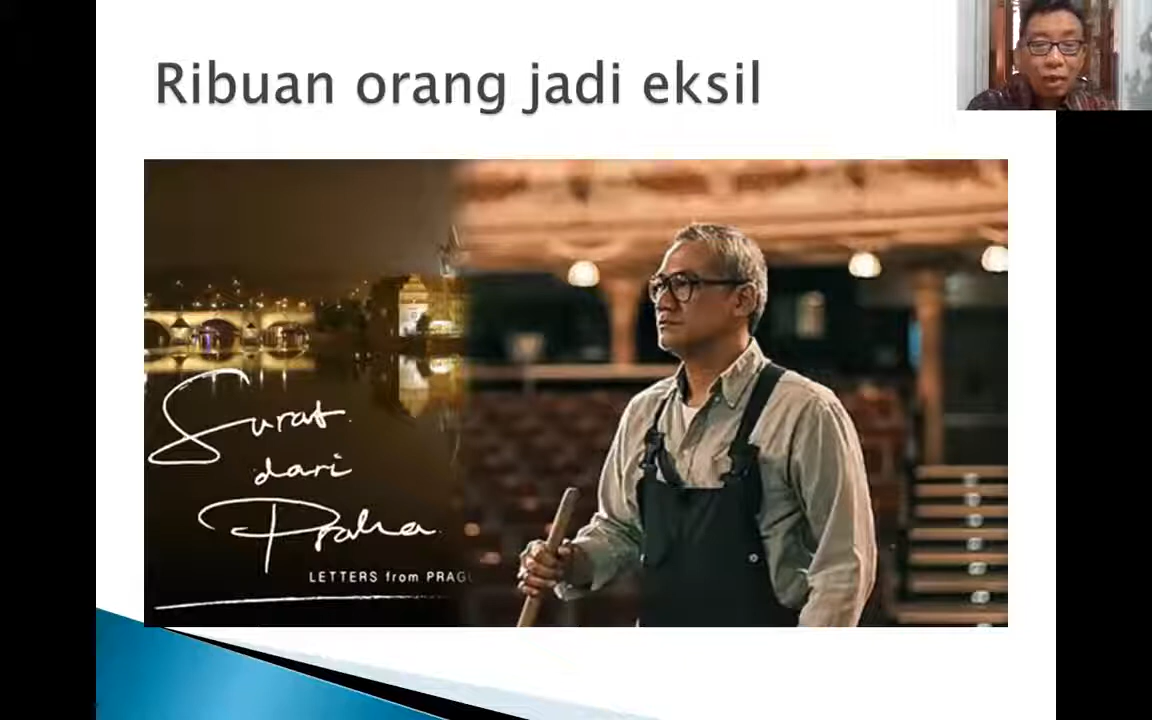 Ribuan orang jadi eksil
Surat
dari
Praha
LETTERS from PRAGU